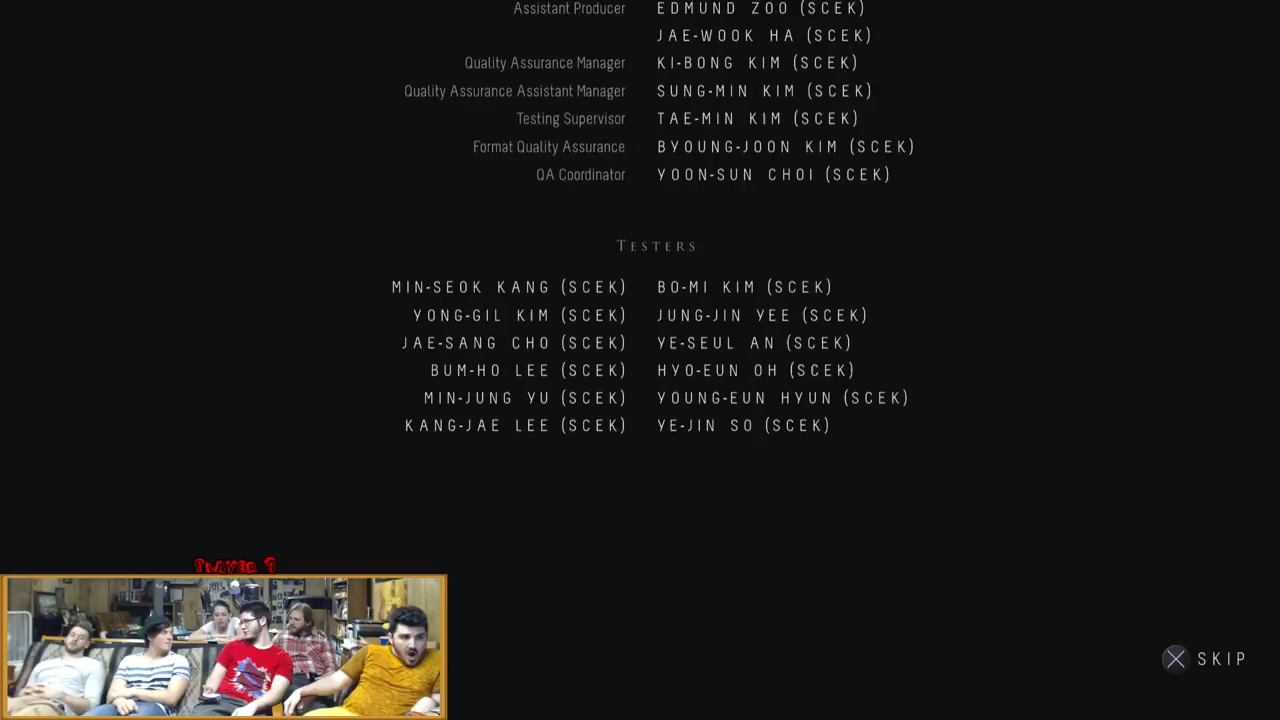 Assistant Producer EDMUND ZOO (SCEK)
JAE-WOOK HA (SCEK)
Quality Assurance Manager KI-BONG KIM (SCEK)
Quality Assurance Assistant Manager SUNG-MIN KIM (SCEK)
Testing Supervisor TAE-MIN KIM (SCEK)
Format Quality Assurance BYOUNG-JOON KIM (SCEK)
QA Coordinator YOON-SUN CHOI (SCEK)
TESTERS
MIN-SEOK KANG (SCEK) BO-MI KIM (SCEK)
YONG-GIL KIM (SCEK) JUNG-JIN YEE (SCEK)
JAE-SANG CHO (SCEK) YE-SEUL AN (SCEK)
BUM-HO LEE (SCEK) HYO-EUN OH (SCEK)
MIN-JUNG YU (SCEK) YOUNG-EUN HYUN (SCEK)
KANG-JAE LEE (SCEK) YE-JIN SO (SCEK)
PLAYER
SKIP